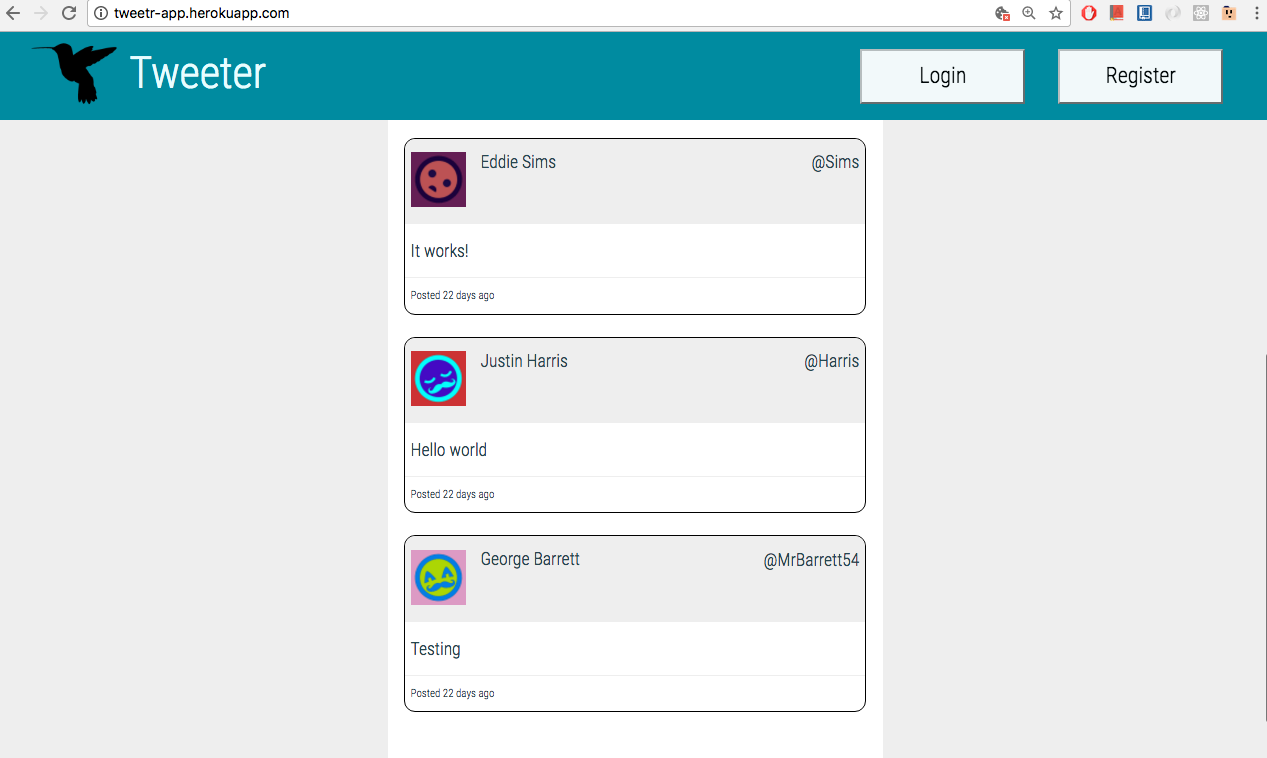 tweetr-app.herokuapp.com
Tweeter
Login
Register
Eddie Sims
@Sims
It works!
Posted 22 days ago
Justin Harris
@Harris
Hello world
Posted 22 days ago
George Barrett
@MrBarrett54
Testing
Posted 22 days ago